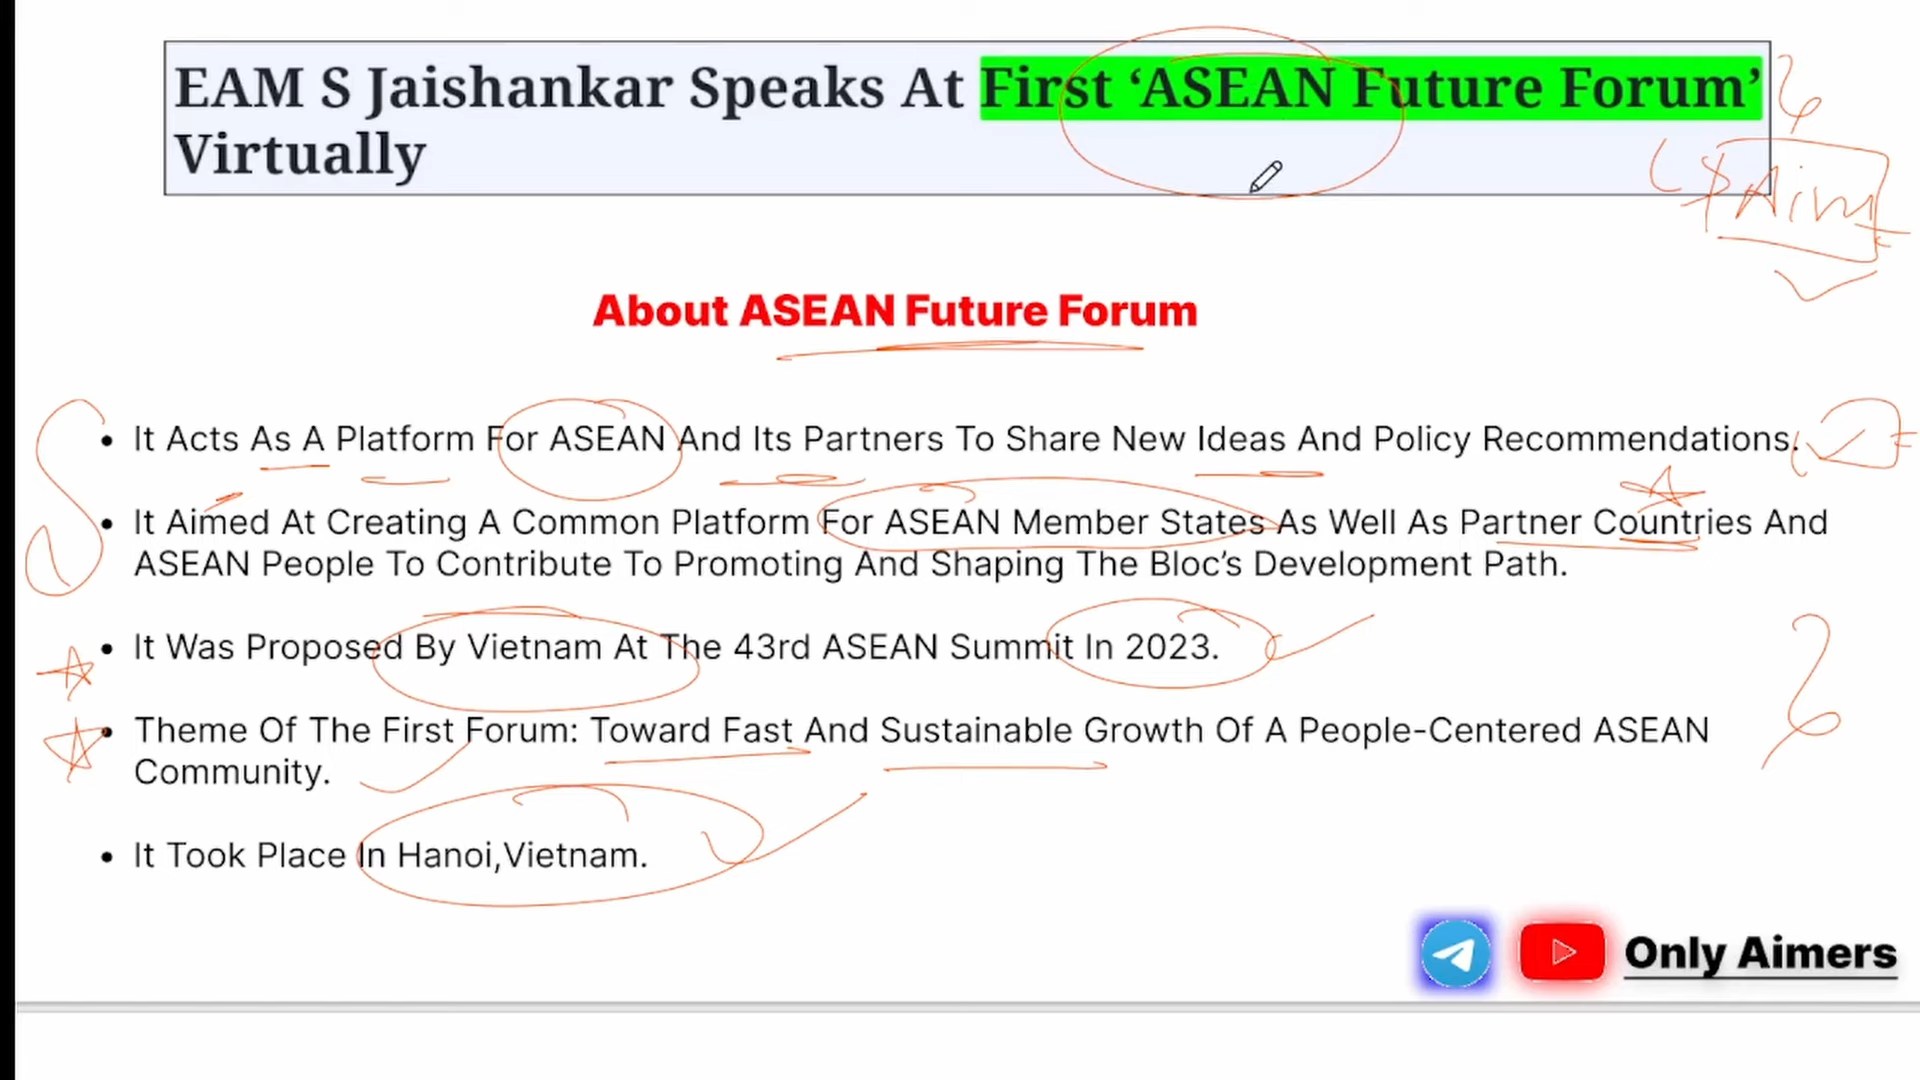 EAM S Jaishankar Speaks At First ‘ASEAN Future Forum’
Virtually
About ASEAN Future Forum
• It Acts As A Platform For ASEAN And Its Partners To Share New Ideas And Policy Recommendations.
• It Aimed At Creating A Common Platform For ASEAN Member States As Well As Partner Countries And
ASEAN People To Contribute To Promoting And Shaping The Bloc’s Development Path.
• It Was Proposed By Vietnam At The 43rd ASEAN Summit In 2023.
• Theme Of The First Forum: Toward Fast And Sustainable Growth Of A People-Centered ASEAN
Community.
• It Took Place In Hanoi,Vietnam.
Only Aimers